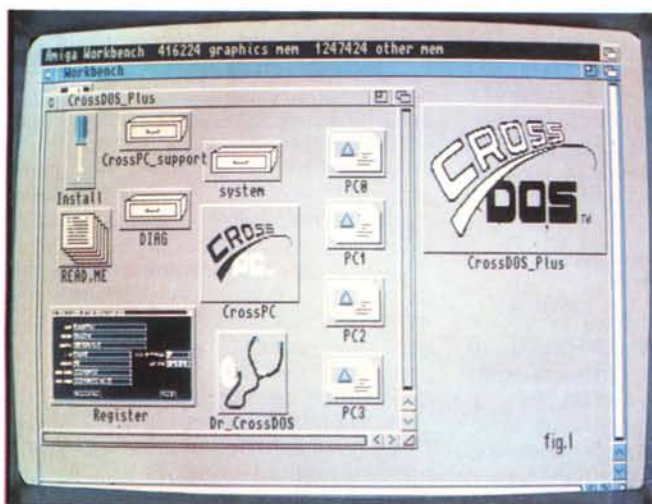 Amiga Workbench 416224 graphics mem 1247424 other mem
Workbench
CrossDOS_Plus
Install
CrossPC_support
system
PC0
READ.ME
DIAG
PC1
CROSS
PC
CrossPC
PC2
Register
Dr_CrossDOS
PC3
CROSS
DOS TM
CrossDOS_Plus
fig.1